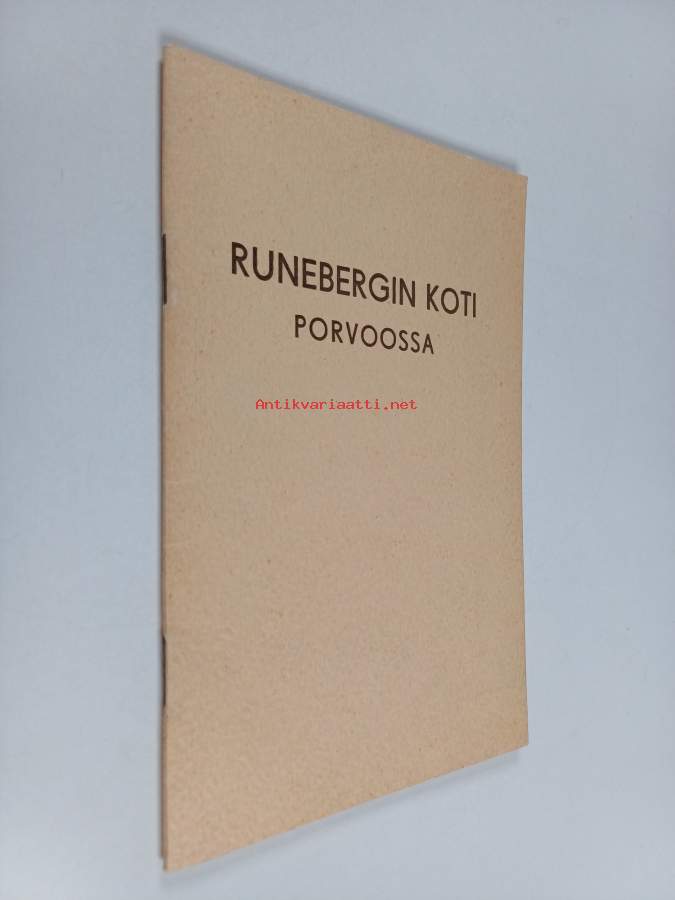 RUNEBERGIN KOTI
PORVOOSSA
Antikvariaatti.net